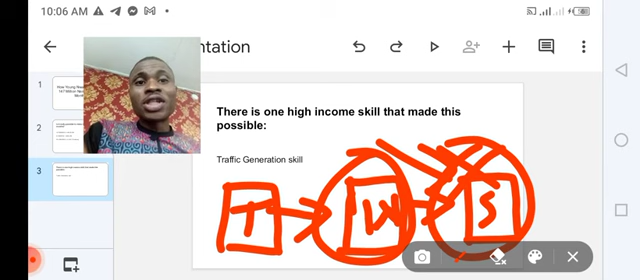 10:06 AM
ntation
1
2
3
There is one high income skill that made this
possible:
Traffic Generation skill
T
W
S